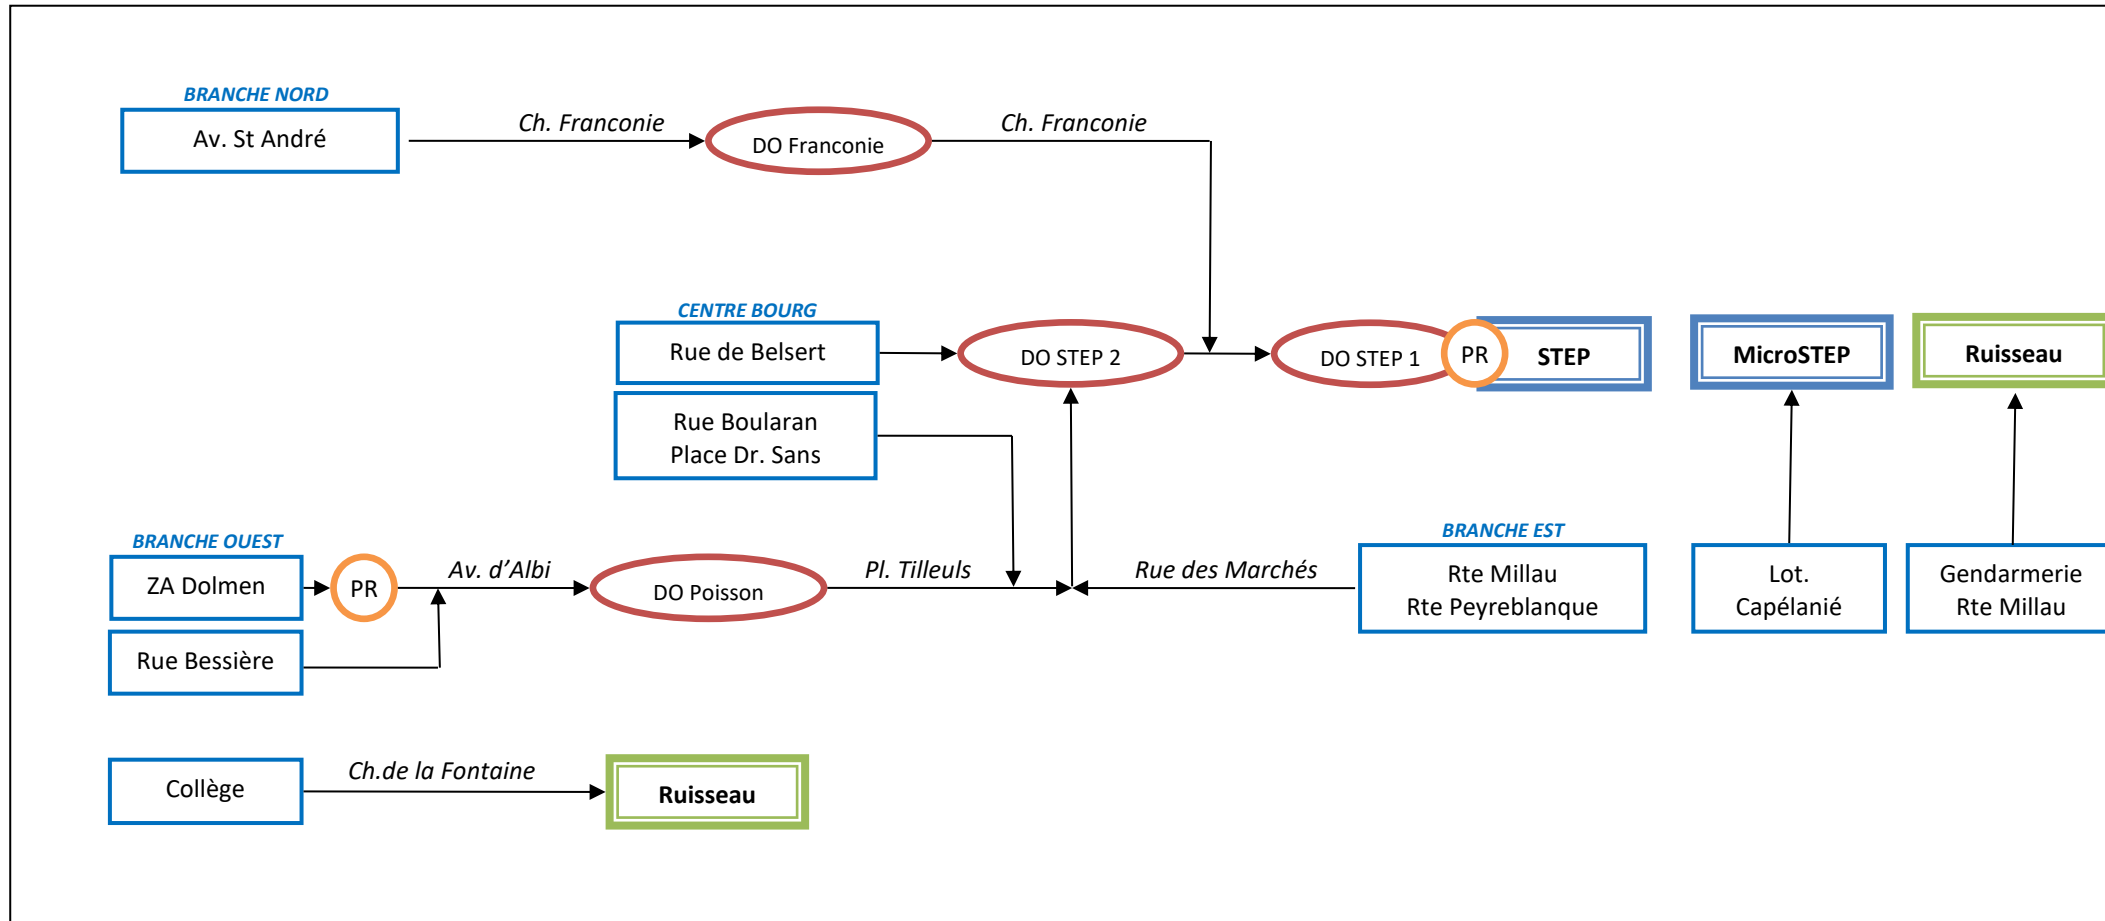 BRANCHE NORD
Av. St André
Ch. Franconie
DO Franconie
Ch. Franconie
CENTRE BOURG
Rue de Belsert
DO STEP 2
DO STEP 1
PR
STEP
MicroSTEP
Ruisseau
Rue Boularan
Place Dr. Sans
BRANCHE OUEST
ZA Dolmen
PR
Av. d’Albi
DO Poisson
Pl. Tilleuls
Rue des Marchés
BRANCHE EST
Rte Millau
Rte Peyreblanque
Lot.
Capélanié
Gendarmerie
Rte Millau
Rue Bessière
Collège
Ch.de la Fontaine
Ruisseau